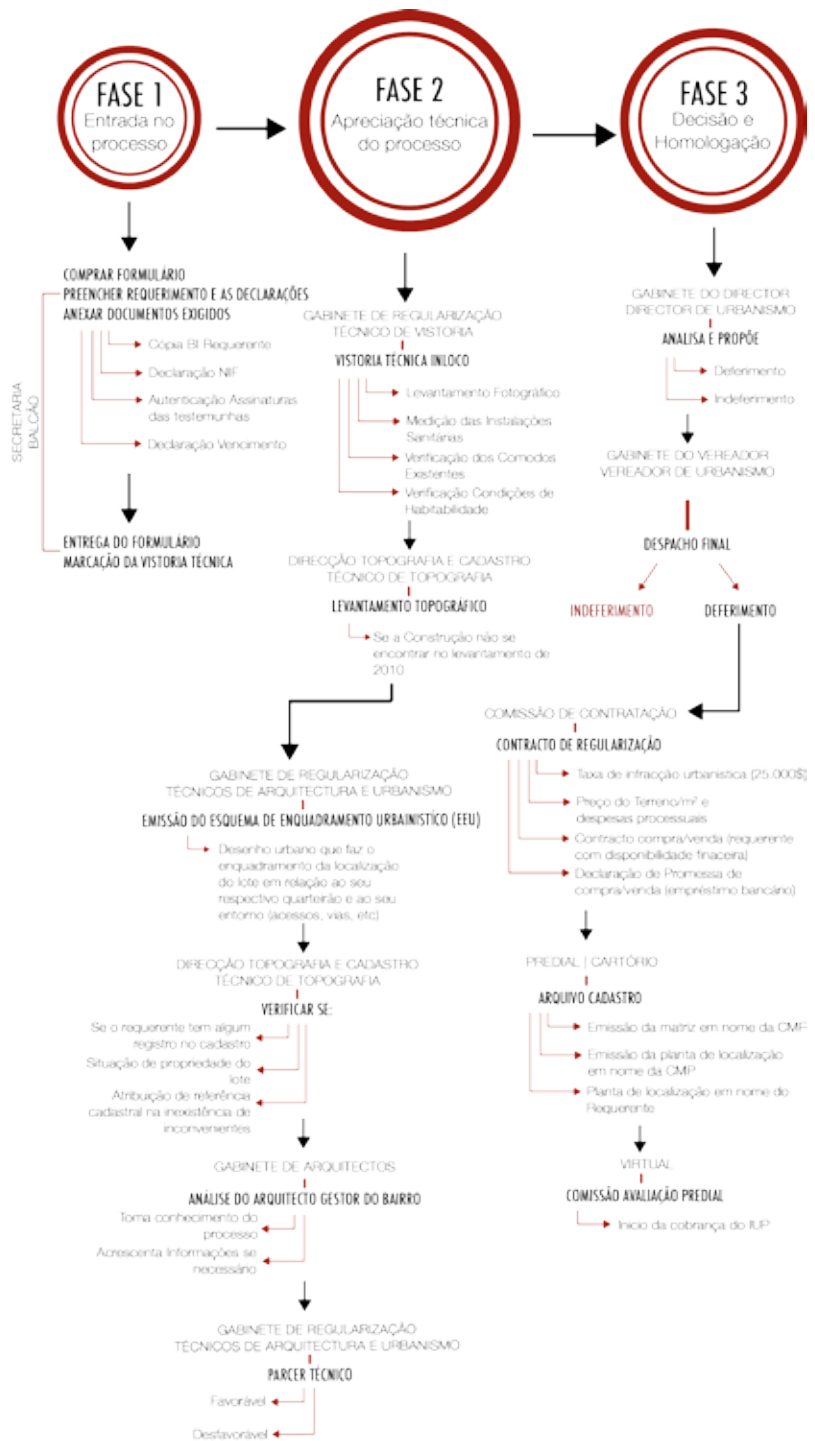 FASE 1
Entrada no
processo
FASE 2
Apreciação técnica
do processo
FASE 3
Decisão e
Homologação
COMPRAR FORMULÁRIO
PREENCHER REQUERIMENTO E AS DECLARAÇÕES
ANEXAR DOCUMENTOS EXIGIDOS
Cópia BI Requerente
Declaração NIF
Autenticação Assinaturas
das testemunhas
Declaração Vencimento
SECRETARIA
BALCÃO
ENTREGA DO FORMULÁRIO
MARCAÇÃO DA VISTORIA TÉCNICA
GABINETE DE REGULARIZAÇÃO
TÉCNICO DE VISTORIA
VISTORIA TÉCNICA INLOCO
Levantamento Fotográfico
Medição das Instalações
Sanitárias
Verificação dos Comodos
Existentes
Verificação Condições de
Habitabilidade
DIRECÇÃO TOPOGRAFIA E CADASTRO
TÉCNICO DE TOPOGRAFIA
LEVANTAMENTO TOPOGRÁFICO
Se a Construção não se
encontrar no levantamento de
2010
GABINETE DE REGULARIZAÇÃO
TÉCNICOS DE ARQUITECTURA E URBANISMO
EMISSÃO DO ESQUEMA DE ENQUADRAMENTO URBAINISTÍCO (EEU)
Desenho urbano que faz o
enquadramento da localização
do lote em relação ao seu
respectivo quarteirão e ao seu
entorno (acessos, vias, etc)
DIRECÇÃO TOPOGRAFIA E CADASTRO
TÉCNICO DE TOPOGRAFIA
VERIFICAR SE:
Se o requerente tem algum
registro no cadastro
Situação de propriedade do
lote
Atribuição de referência
cadastral na inexistência de
inconvenientes
GABINETE DE ARQUITECTOS
ANÁLISE DO ARQUITECTO GESTOR DO BAIRRO
Toma conhecimento do
processo
Acrescenta Informações se
necessário
GABINETE DE REGULARIZAÇÃO
TÉCNICOS DE ARQUITECTURA E URBANISMO
PARCER TÉCNICO
Favorável
Desfavorável
GABINETE DO DIRECTOR
DIRECTOR DE URBANISMO
ANALISA E PROPÕE
Deferimento
Indeferimento
GABINETE DO VEREADOR
VEREADOR DE URBANISMO
DESPACHO FINAL
INDEFERIMENTO
DEFERIMENTO
COMISSÃO DE CONTRATAÇÃO
CONTRACTO DE REGULARIZAÇÃO
Taxa de infracção urbanistica (25.000$)
Preço do Terreno/m² e
despesas processuais
Contracto compra/venda (requerente
com disponibilidade finaceira)
Declaração de Promessa de
compra/venda (empréstimo bancário)
PREDIAL | CARTÓRIO
ARQUIVO CADASTRO
Emissão da matriz em nome da CMP
Emissão da planta de localização
em nome da CMP
Planta de localização em nome do
Requerente
VIRTUAL
COMISSÃO AVALIAÇÃO PREDIAL
Inicio da cobrança do IUP